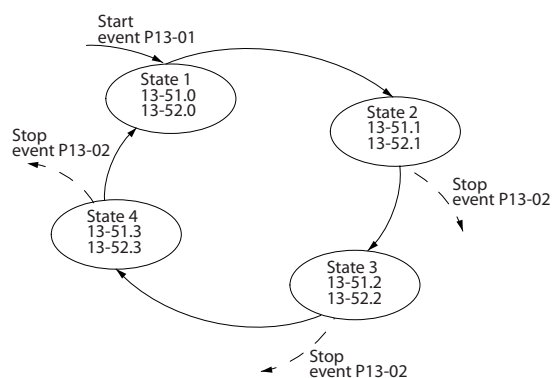 Start
event P13-01
State 1
13-51.0
13-52.0
State 2
13-51.1
13-52.1
Stop
event P13-02
Stop
event P13-02
State 4
13-51.3
13-52.3
State 3
13-51.2
13-52.2
Stop
event P13-02